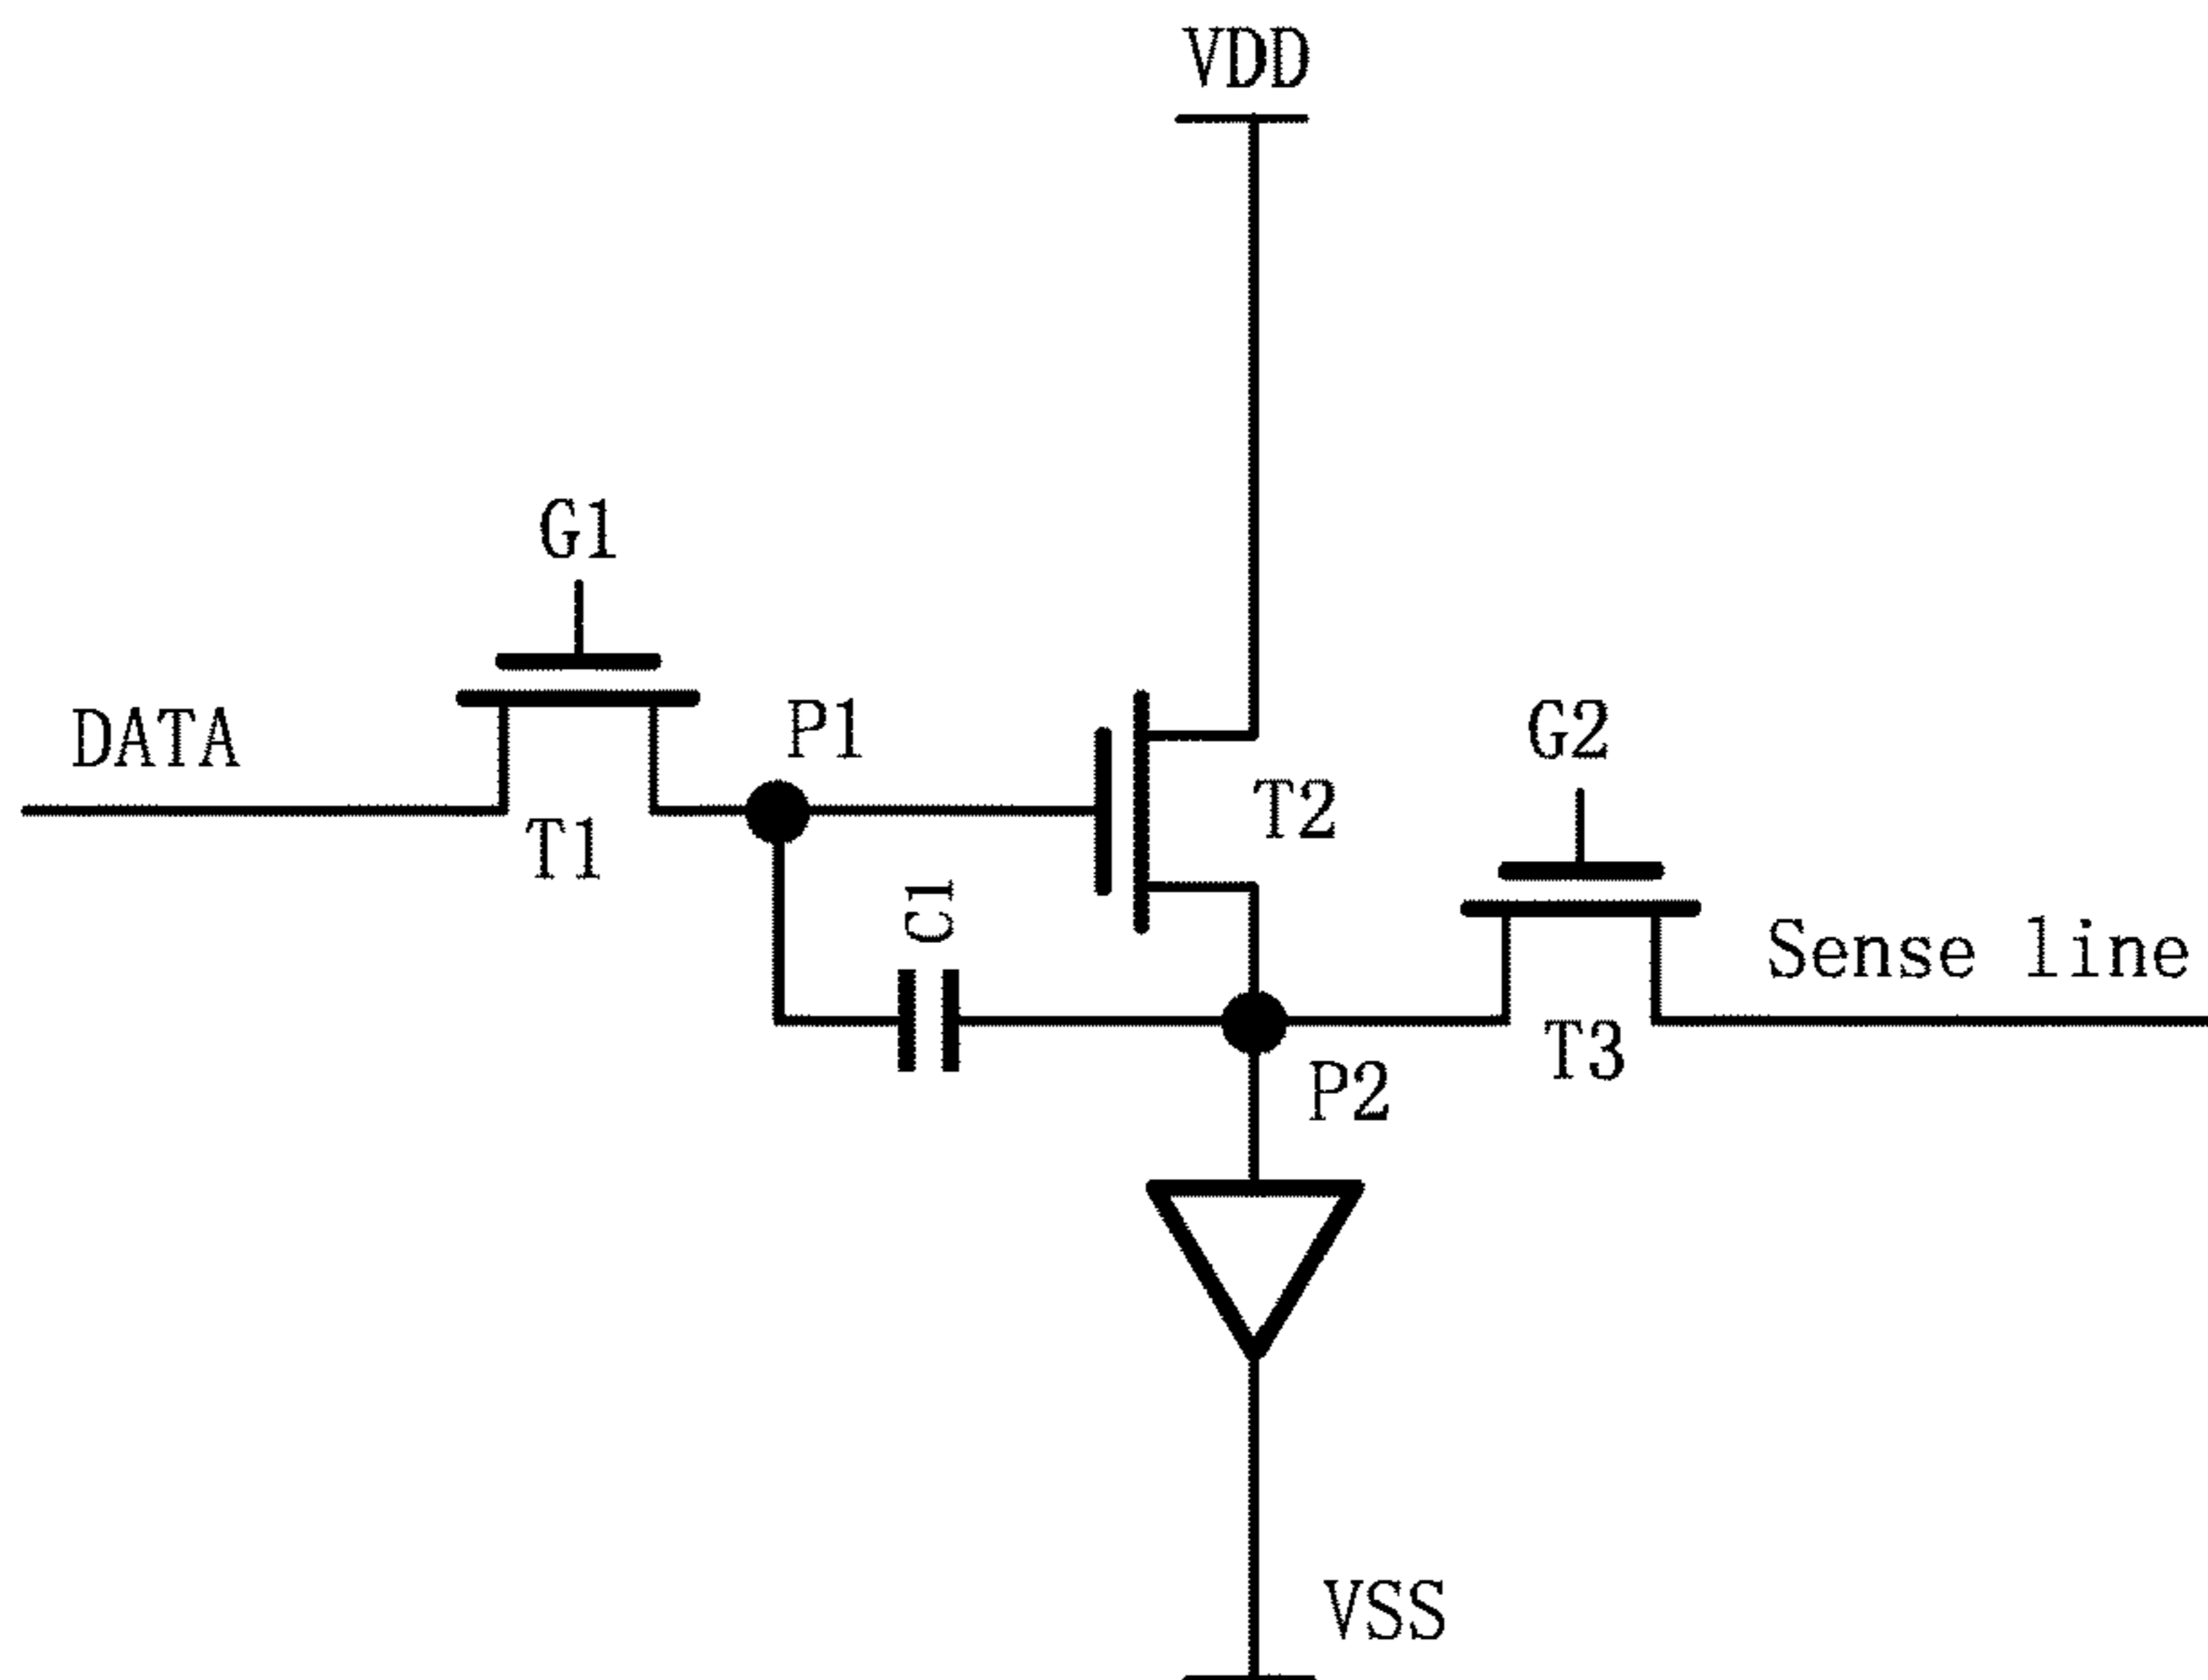 VDD
G1
DATA
P1
G2
T2
T1
C1
Sense line
T3
P2
VSS